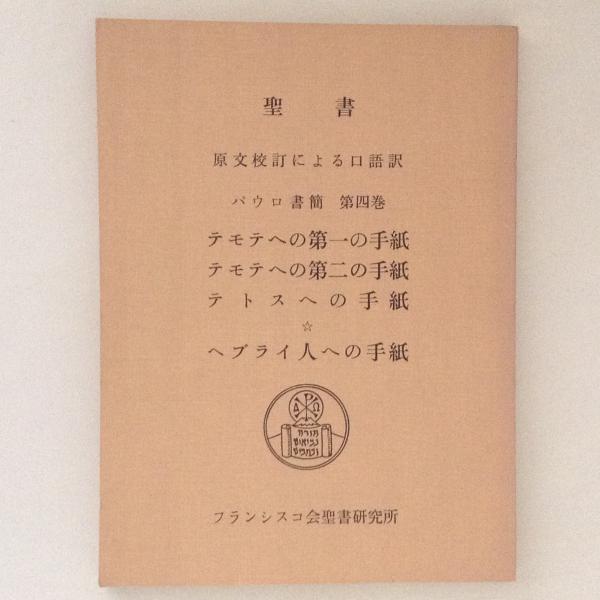 聖書
原文校訂による口語訳
パウロ書簡 第四巻
テモテへの第一の手紙
テモテへの第二の手紙
テトスへの手紙
☆
ヘブライ人への手紙
Α Ω
תורה
נביאים
וכתובים
フランシスコ会聖書研究所